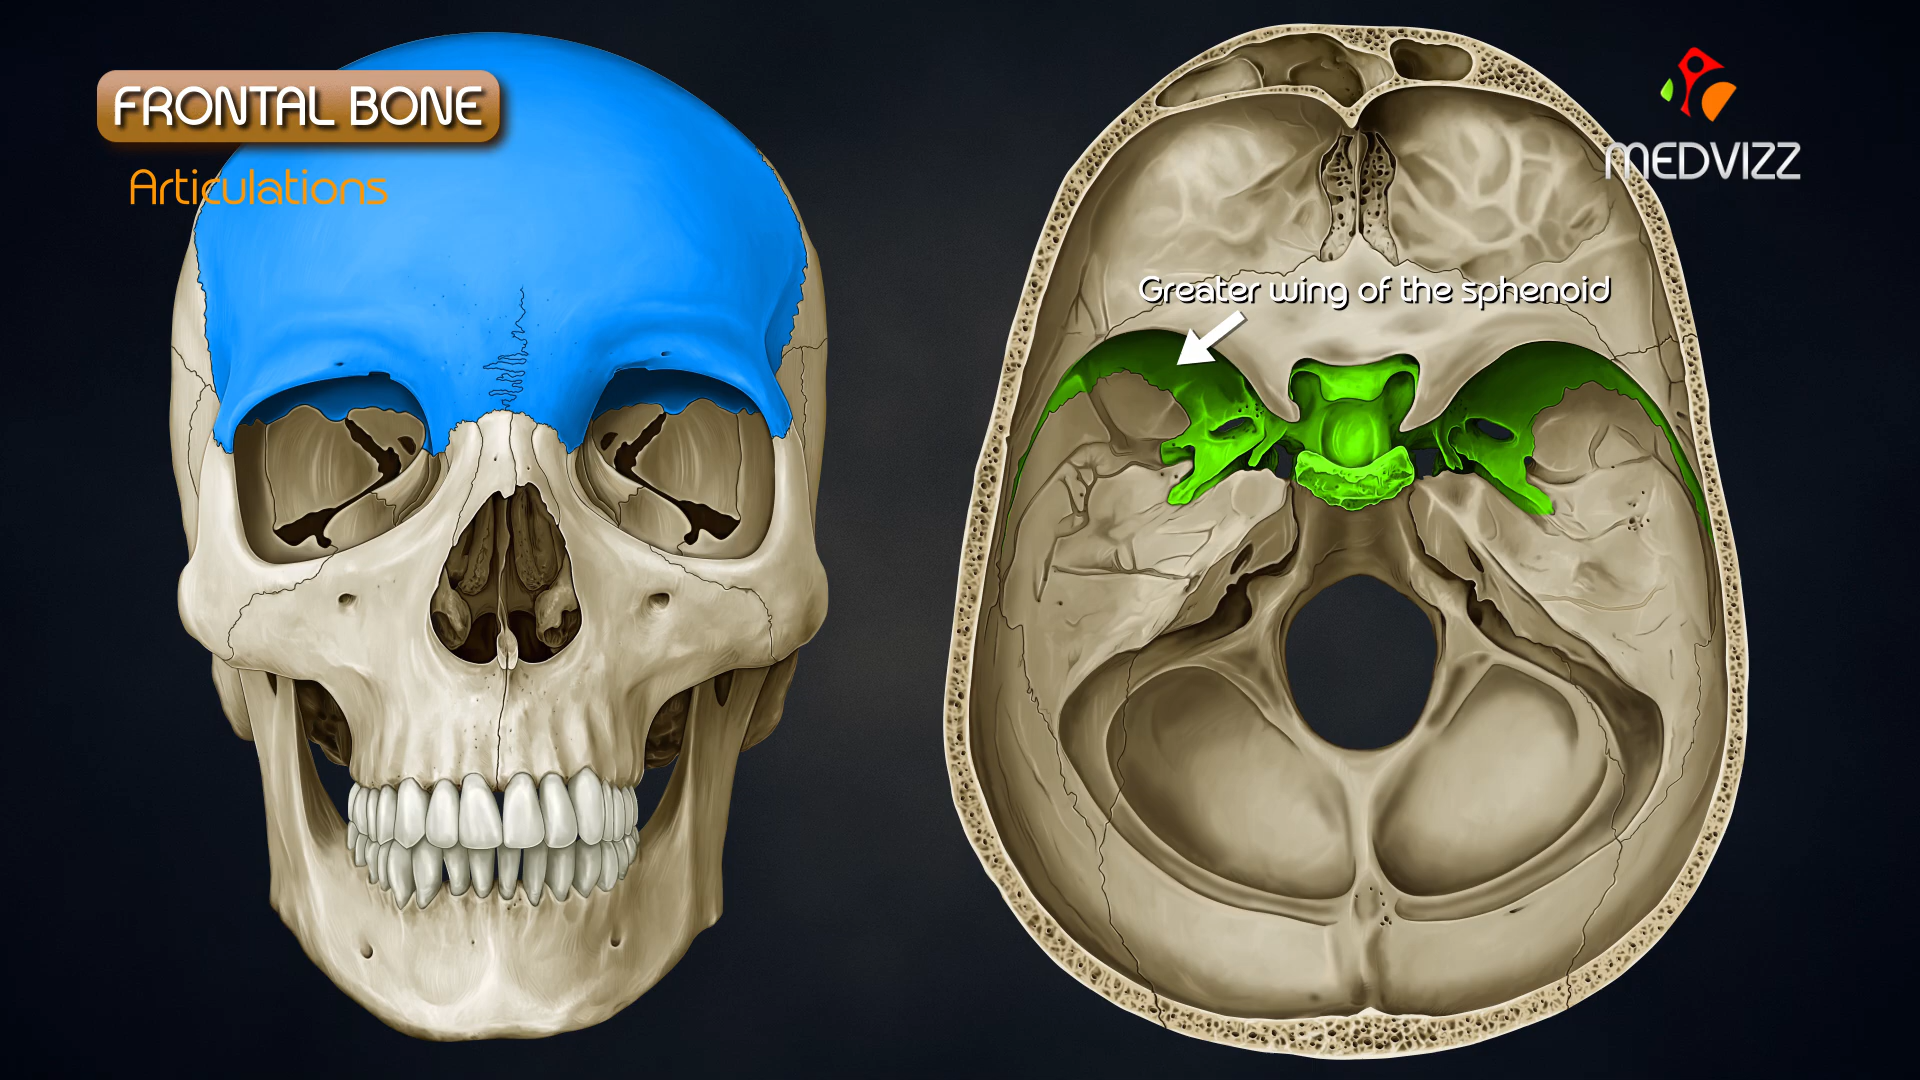 FRONTAL BONE
Articulations
MEDVIZZ
Greater wing of the sphenoid